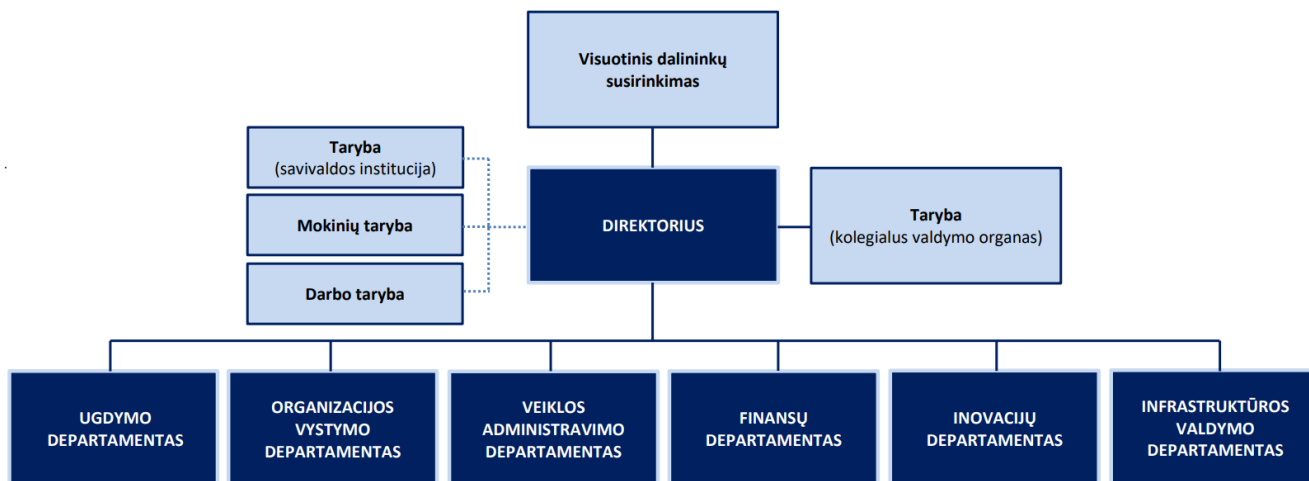 Visuotinis dalininkų
susirinkimas
Taryba
(savivaldos institucija)
Mokinių taryba
Darbo taryba
DIREKTORIUS
Taryba
(kolegialus valdymo organas)
UGDYMO
DEPARTAMENTAS
ORGANIZACIJOS
VYSTYMO
DEPARTAMENTAS
VEIKLOS
ADMINISTRAVIMO
DEPARTAMENTAS
FINANSŲ
DEPARTAMENTAS
INOVACIJŲ
DEPARTAMENTAS
INFRASTRUKTŪROS
VALDYMO
DEPARTAMENTAS